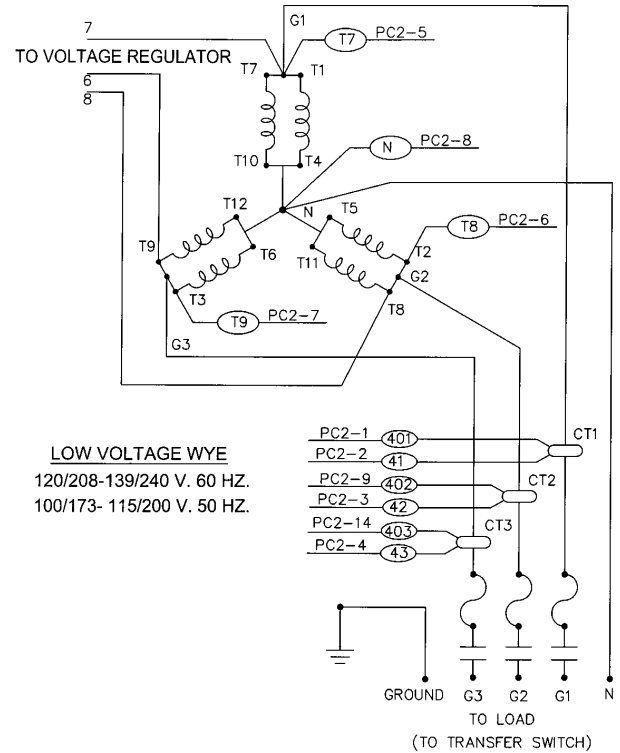 G1
7
T7 PC2-5
TO VOLTAGE REGULATOR
T7 T1
6
8
T10 T4
N PC2-8
N
T12 T5
T8 PC2-6
T9 T6 T11 T2
G2
T3 T8
T9 PC2-7
G3
PC2-1 401 CT1
PC2-2 41
LOW VOLTAGE WYE
120/208-139/240 V. 60 HZ.
100/173- 115/200 V. 50 HZ.
PC2-9 402 CT2
PC2-3 42
PC2-14 403 CT3
PC2-4 43
GROUND G3 G2 G1 N
TO LOAD
(TO TRANSFER SWITCH)